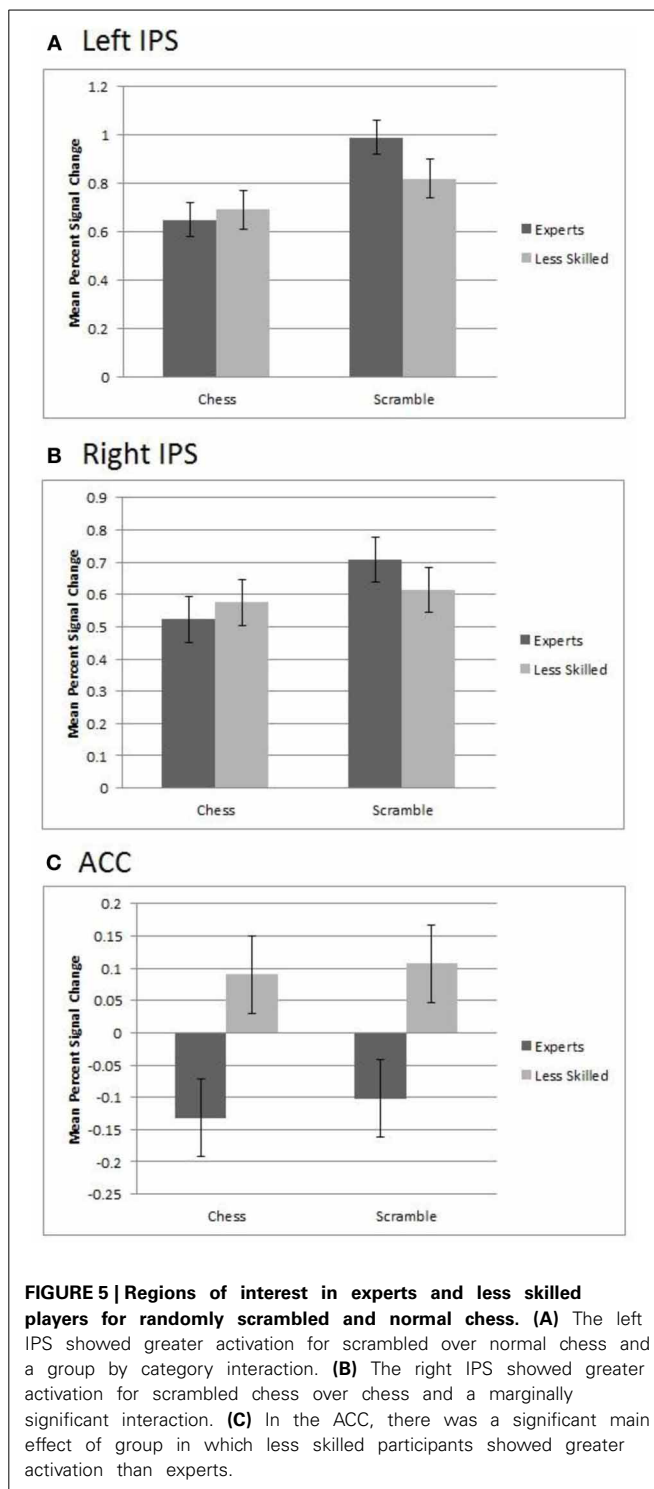 A Left IPS
1.2
1
0.8
0.6
0.4
0.2
0
Mean Percent Signal Change
Chess
Scramble
Experts
Less Skilled
B Right IPS
0.9
0.8
0.7
0.6
0.5
0.4
0.3
0.2
0.1
0
Mean Percent Signal Change
Chess
Scramble
Experts
Less Skilled
C ACC
0.2
0.15
0.1
0.05
0
-0.05
-0.1
-0.15
-0.2
-0.25
Mean Percent Signal Change
Chess
Scramble
Experts
Less Skilled
FIGURE 5 | Regions of interest in experts and less skilled
players for randomly scrambled and normal chess. (A) The left
IPS showed greater activation for scrambled over normal chess and
a group by category interaction. (B) The right IPS showed greater
activation for scrambled chess over chess and a marginally
significant interaction. (C) In the ACC, there was a significant main
effect of group in which less skilled participants showed greater
activation than experts.